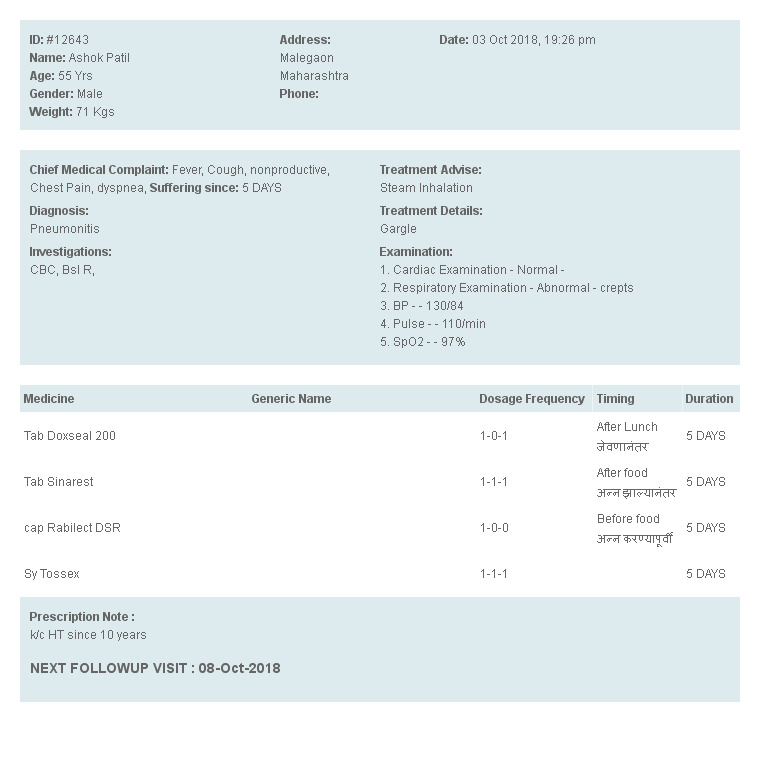 ID: #12643
Name: Ashok Patil
Age: 55 Yrs
Gender: Male
Weight: 71 Kgs
Address:
Malegaon
Maharashtra
Phone:
Date: 03 Oct 2018, 19:26 pm
Chief Medical Complaint: Fever, Cough, nonproductive,
Chest Pain, dyspnea, Suffering since: 5 DAYS
Diagnosis:
Pneumonitis
Investigations:
CBC, Bsl R,
Treatment Advise:
Steam Inhalation
Treatment Details:
Gargle
Examination:
1. Cardiac Examination - Normal -
2. Respiratory Examination - Abnormal - crepts
3. BP - - 130/84
4. Pulse - - 110/min
5. SpO2 - - 97%
Medicine Generic Name Dosage Frequency Timing Duration
Tab Doxseal 200 1-0-1 After Lunch जेवणानंतर 5 DAYS
Tab Sinarest 1-1-1 After food अन्न झाल्यानंतर 5 DAYS
cap Rabilect DSR 1-0-0 Before food अन्न करण्यापूर्वी 5 DAYS
Sy Tossex 1-1-1 5 DAYS
Prescription Note :
k/c HT since 10 years
NEXT FOLLOWUP VISIT : 08-Oct-2018